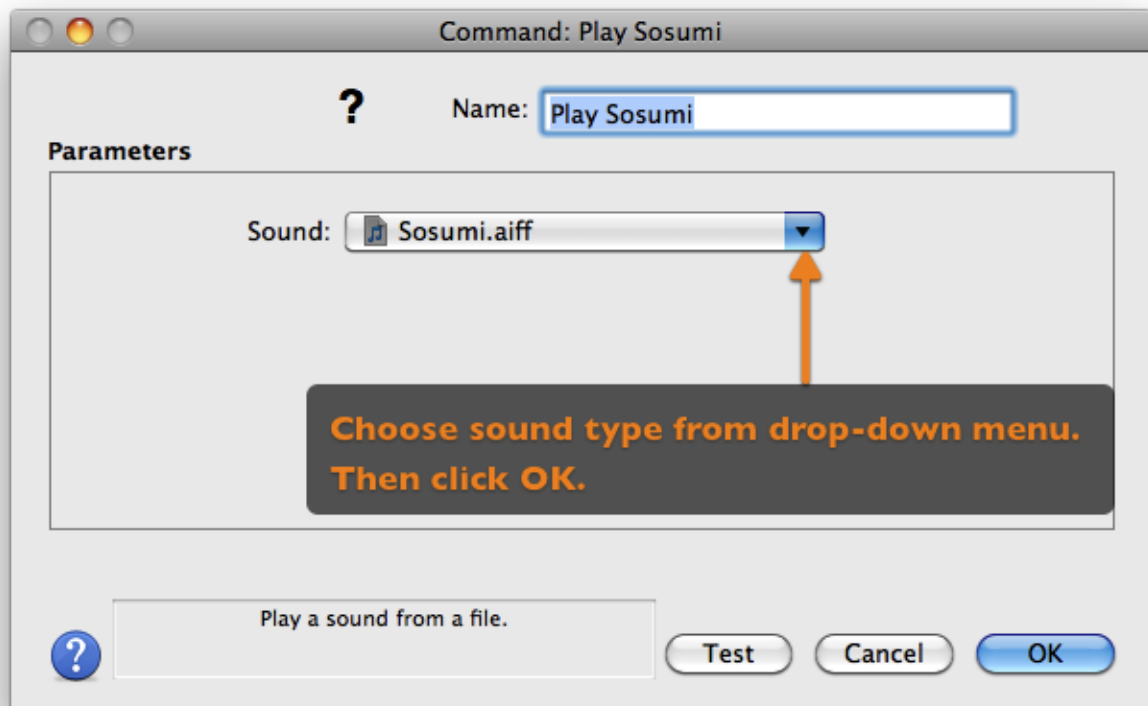 Command: Play Sosumi
? Name: Play Sosumi
Parameters
Sound: Sosumi.aiff
Choose sound type from drop-down menu.
Then click OK.
Play a sound from a file.
? Test Cancel OK